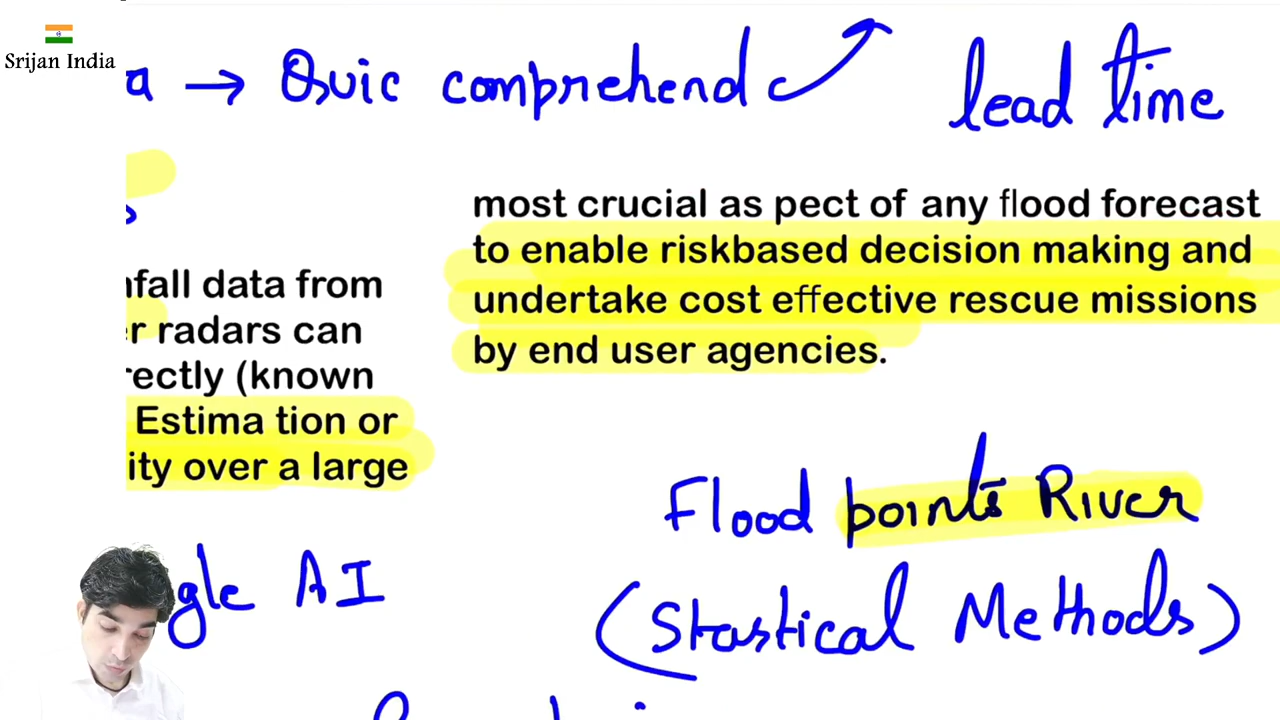 Srijan India
a → Quic comprehend
lead time
most crucial as pect of any flood forecast
to enable riskbased decision making and
undertake cost effective rescue missions
by end user agencies.
nfall data from
er radars can
rectly (known
Estima tion or
ity over a large
Flood points River
(Stastical Methods)
gle AI